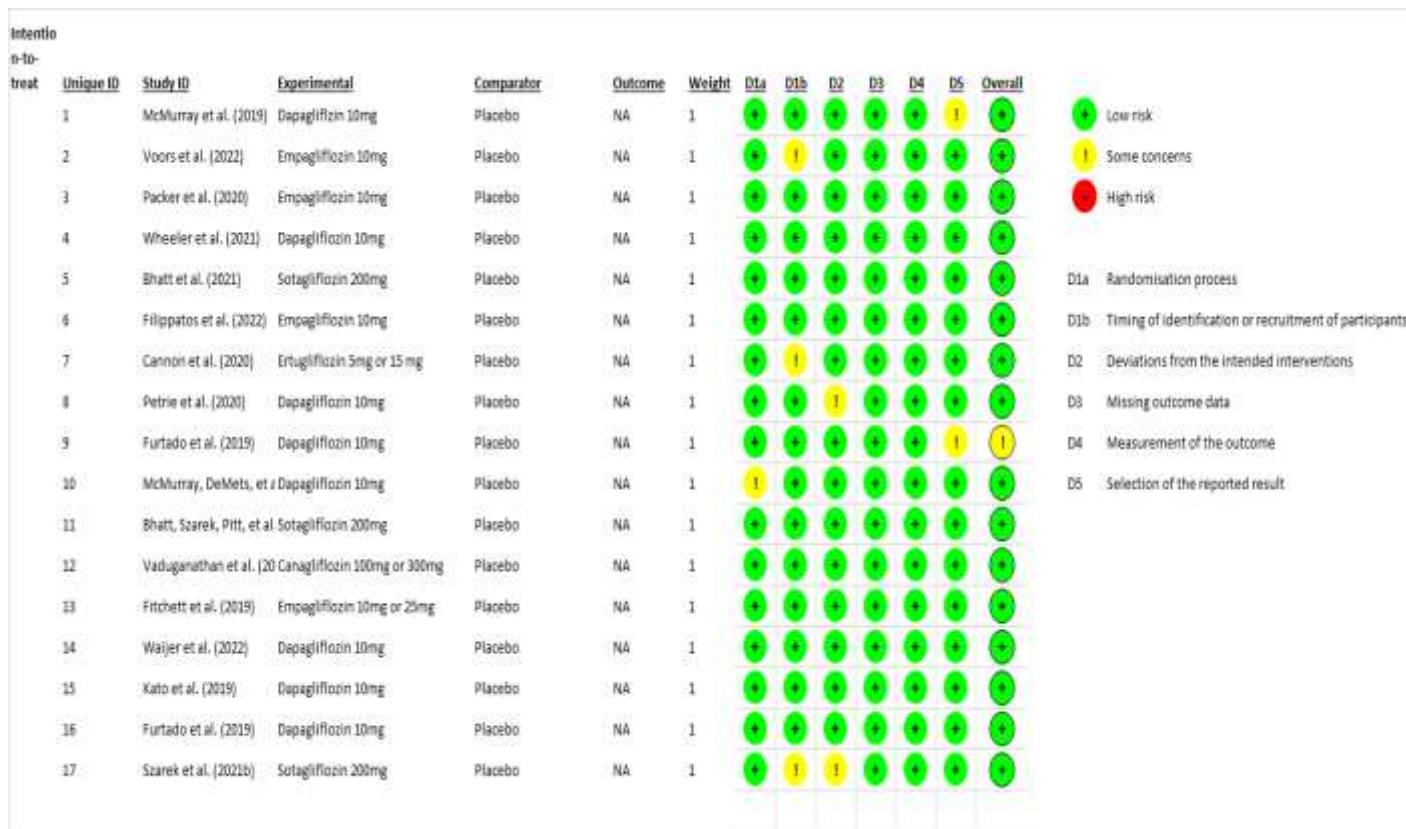 Intentio
n-to-
treat Unique ID Study ID Experimental Comparator Outcome Weight D1a D1b D2 D3 D4 D5 Overall
1 McMurray et al. (2019) Dapagliflzin 10mg Placebo NA 1 + + + + + ! +
2 Voors et al. (2022) Empagliflozin 10mg Placebo NA 1 + ! + + + + +
3 Packer et al. (2020) Empagliflozin 10mg Placebo NA 1 + + + + + + +
4 Wheeler et al. (2021) Dapagliflozin 10mg Placebo NA 1 + + + + + + +
5 Bhatt et al. (2021) Sotagliflozin 200mg Placebo NA 1 + + + + + + +
6 Filippatos et al. (2022) Empagliflozin 10mg Placebo NA 1 + + + + + + +
7 Cannon et al. (2020) Ertugliflozin 5mg or 15 mg Placebo NA 1 + ! + + + + +
8 Petrie et al. (2020) Dapagliflozin 10mg Placebo NA 1 + + ! + + + +
9 Furtado et al. (2019) Dapagliflozin 10mg Placebo NA 1 + + + + + ! !
10 McMurray, DeMets, et a Dapagliflozin 10mg Placebo NA 1 ! + + + + + +
11 Bhatt, Szarek, Pitt, et al. Sotagliflozin 200mg Placebo NA 1 + + + + + + +
12 Vaduganathan et al. (20 Canagliflozin 100mg or 300mg Placebo NA 1 + + + + + + +
13 Fitchett et al. (2019) Empagliflozin 10mg or 25mg Placebo NA 1 + + + + + + +
14 Waijer et al. (2022) Dapagliflozin 10mg Placebo NA 1 + + + + + + +
15 Kato et al. (2019) Dapagliflozin 10mg Placebo NA 1 + + + + + + +
16 Furtado et al. (2019) Dapagliflozin 10mg Placebo NA 1 + + + + + + +
17 Szarek et al. (2021b) Sotagliflozin 200mg Placebo NA 1 + ! ! + + + +
+ Low risk
! Some concerns
- High risk
D1a Randomisation process
D1b Timing of identification or recruitment of participants
D2 Deviations from the intended interventions
D3 Missing outcome data
D4 Measurement of the outcome
D5 Selection of the reported result